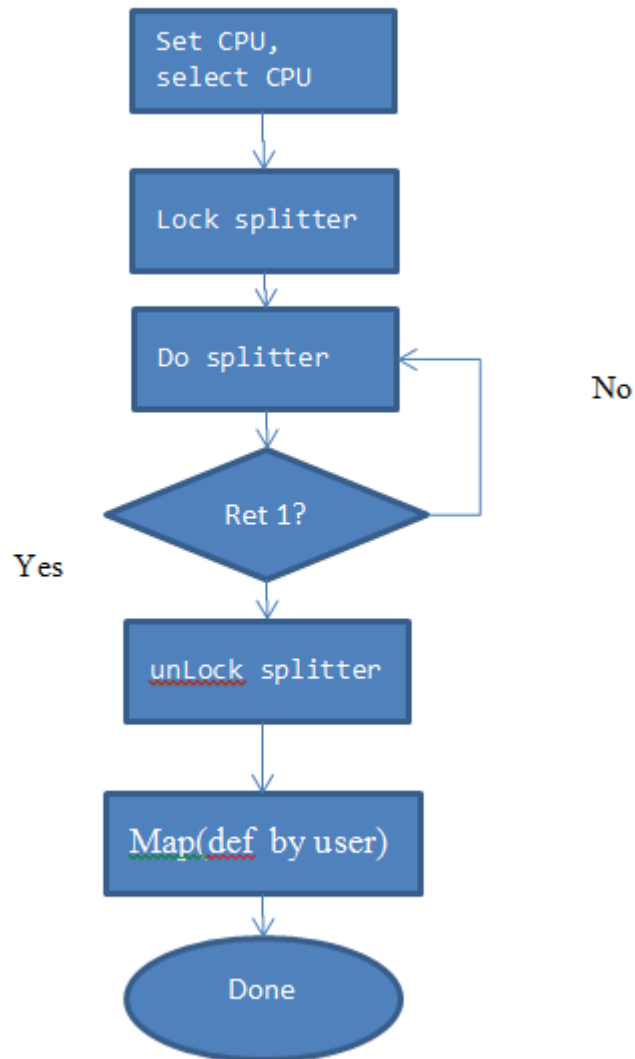 Set CPU,
select CPU
Lock splitter
Do splitter
No
Ret 1?
Yes
unLock splitter
Map(def by user)
Done